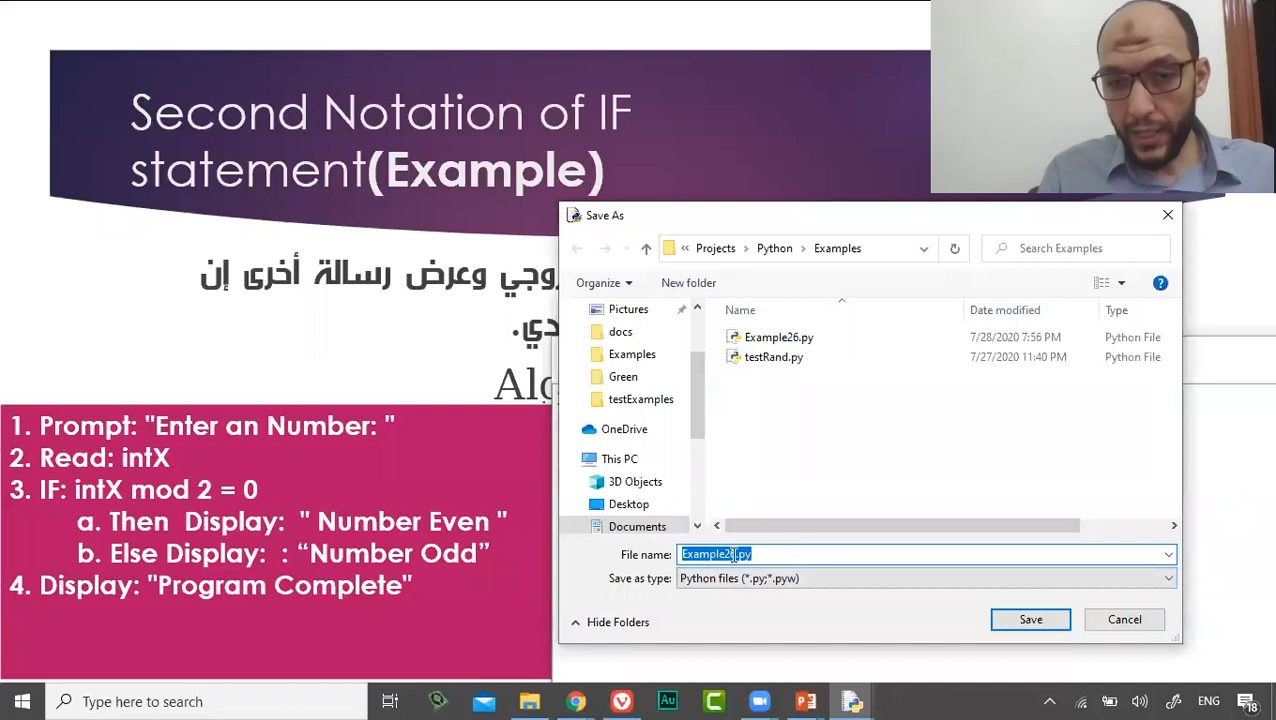 Second Notation of IF
statement(Example)
وعرض رسالة أخرى إن
1. Prompt: "Enter an Number: "
2. Read: intX
3. IF: intX mod 2 = 0
a. Then Display: " Number Even "
b. Else Display: : “Number Odd”
4. Display: "Program Complete"
Save As
« Projects > Python > Examples
Search Examples
Organize
New folder
Pictures
docs
Examples
Green
testExamples
OneDrive
This PC
3D Objects
Desktop
Documents
Name Date modified Type
Example26.py 7/28/2020 7:56 PM Python File
testRand.py 7/27/2020 11:40 PM Python File
File name: Example26.py
Save as type: Python files (*.py;*.pyw)
Hide Folders
Save
Cancel
Type here to search
ENG
18